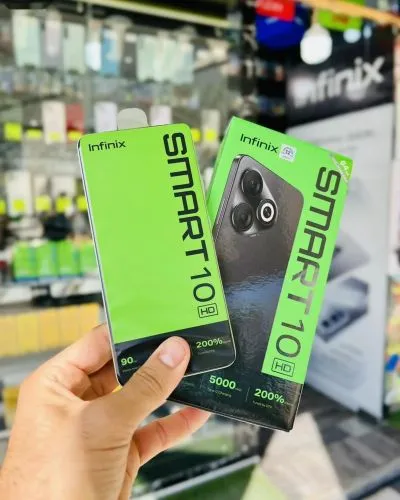 Infinix
SMART 10
HD
90
200%
Infinix
SMART 10
HD
5000
200%
Infinix